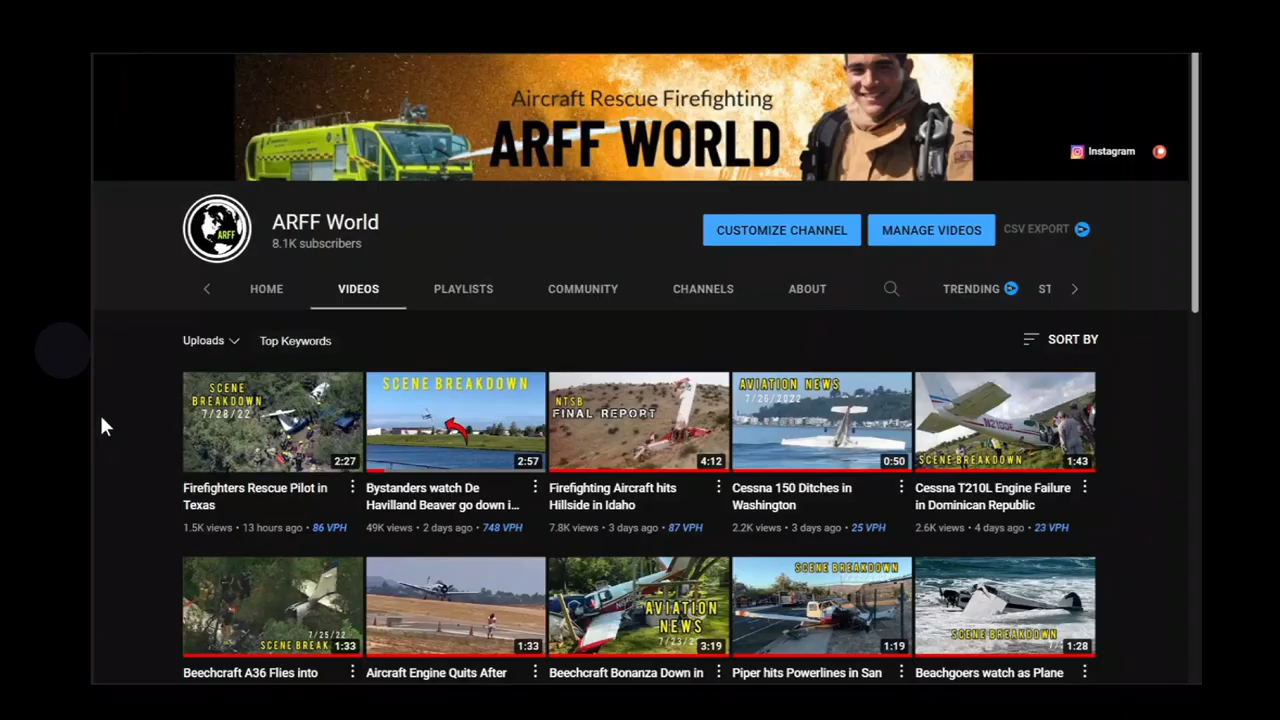 Aircraft Rescue Firefighting
ARFF WORLD
Instagram
ARFF
ARFF World
8.1K subscribers
CUSTOMIZE CHANNEL
MANAGE VIDEOS
CSV EXPORT
HOME
VIDEOS
PLAYLISTS
COMMUNITY
CHANNELS
ABOUT
TRENDING
ST
Uploads
Top Keywords
SORT BY
SCENE
BREAKDOWN
7/28/22
2:27
SCENE BREAKDOWN
2:57
NTSB
FINAL REPORT
4:12
AVIATION NEWS
7/26/2022
0:50
N210DE
SCENE BREAKDOWN
1:43
Firefighters Rescue Pilot in
Texas
1.5K views • 13 hours ago • 86 VPH
Bystanders watch De
Havilland Beaver go down i...
49K views • 2 days ago • 748 VPH
Firefighting Aircraft hits
Hillside in Idaho
7.8K views • 3 days ago • 87 VPH
Cessna 150 Ditches in
Washington
2.2K views • 3 days ago • 25 VPH
Cessna T210L Engine Failure
in Dominican Republic
2.6K views • 4 days ago • 23 VPH
7/25/22
SCENE BREAK
1:33
1:33
AVIATION
NEWS
7/23/2
3:19
SCENE BREAKDOWN
1:19
SCENE BREAKDOWN
1:28
Beechcraft A36 Flies into
Aircraft Engine Quits After
Beechcraft Bonanza Down in
Piper hits Powerlines in San
Beachgoers watch as Plane